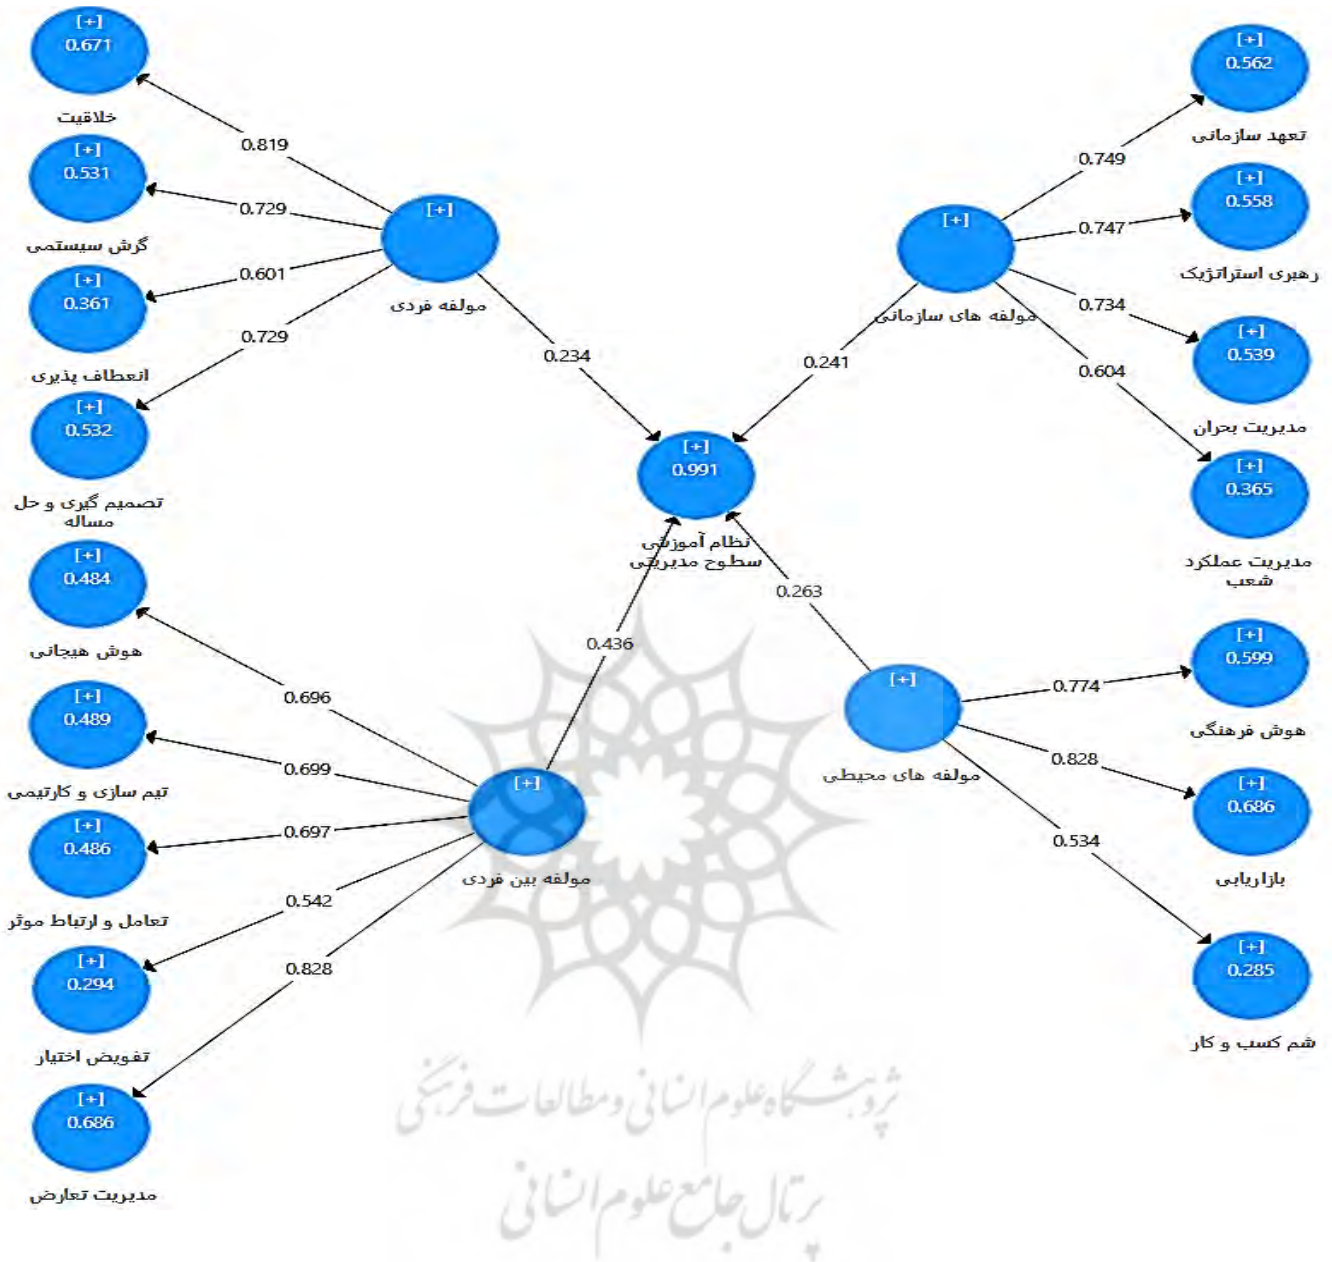 [+]
0.671
خلاقیت
[+]
0.531
گرش سیستمی
[+]
0.361
انعطاف پذیری
[+]
0.532
تصمیم گیری و حل
مساله
[+]
0.484
هوش هیجانی
[+]
0.489
تیم سازی و کارتیمی
[+]
0.486
تعامل و ارتباط موثر
[+]
0.294
تفویض اختیار
[+]
0.686
مدیریت تعارض
0.819
0.729
0.601
0.729
[+]
مولفه فردی
0.234
0.696
0.699
0.697
0.542
0.828
[+]
مولفه بین فردی
0.436
[+]
0.991
نظام آموزشی
سطوح مدیریتی
0.241
[+]
مولفه های سازمانی
0.749
0.747
0.734
0.604
0.263
[+]
مولفه های محیطی
0.774
0.828
0.534
[+]
0.562
تعهد سازمانی
[+]
0.558
رهبری استراتژیک
[+]
0.539
مدیریت بحران
[+]
0.365
مدیریت عملکرد
شعب
[+]
0.599
هوش فرهنگی
[+]
0.686
بازاریابی
[+]
0.285
شم کسب و کار
پژوهشگاه علوم انسانی و مطالعات فرهنگی
پرتال جامع علوم انسانی